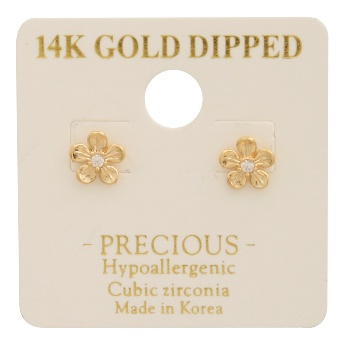 14K GOLD DIPPED
- PRECIOUS -
Hypoallergenic
Cubic zirconia
Made in Korea